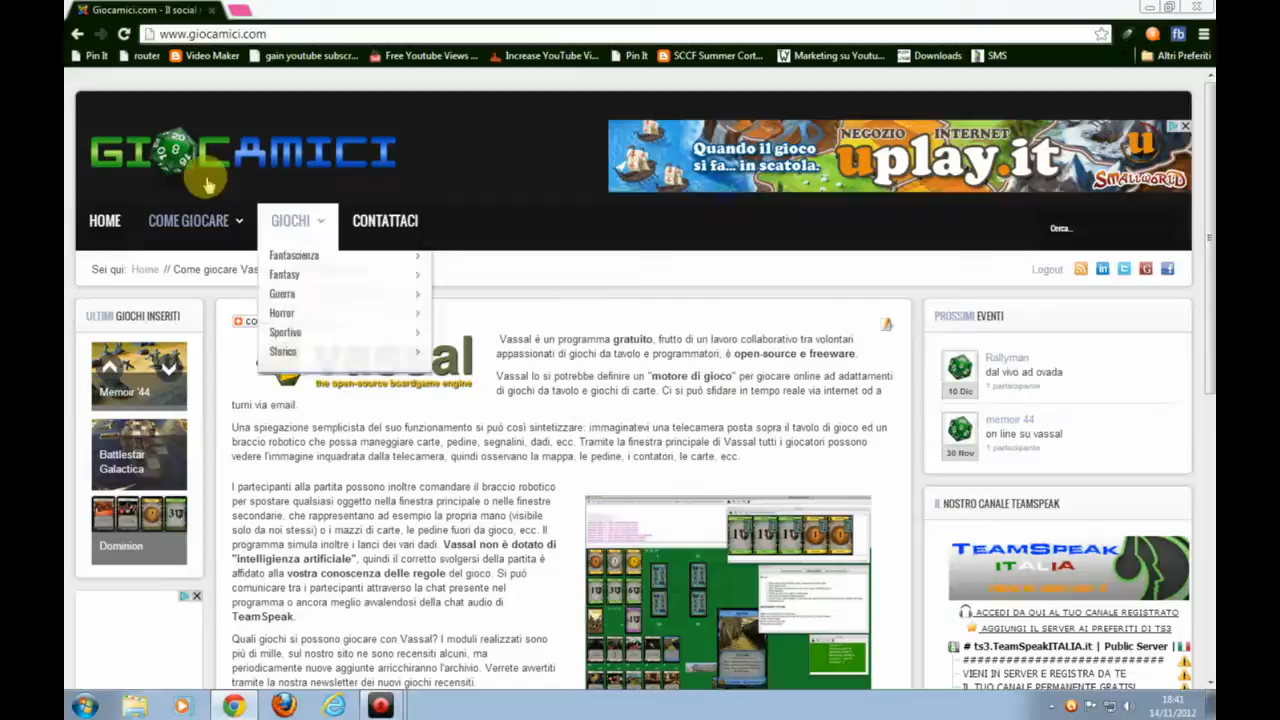 Giocamici.com - Il social
www.giocamici.com
Pin It router Video Maker gain youtube subscr... Free Youtube Views ... Increase YouTube Vi... Pin It SCCF Summer Cort... Marketing su Youtu... Downloads SMS Altri Preferiti
GIOCAMICI
Quando il gioco
si fa... in scatola.
NEGOZIO INTERNET
uplay.it
u
SMALLWORLD
HOME COME GIOCARE GIOCHI CONTATTACI
Cerca...
Fantascienza
Fantasy
Guerra
Horror
Sportivo
Storico
Sei qui: Home // Come giocare Vas
Logout
ULTIMI GIOCHI INSERITI
Memoir '44
Battlestar
Galactica
Dominion
vassal
the open-source boardgame engine
Vassal è un programma gratuito, frutto di un lavoro collaborativo tra volontari
appassionati di giochi da tavolo e programmatori, è open-source e freeware.
Vassal lo si potrebbe definire un "motore di gioco" per giocare online ad adattamenti
di giochi da tavolo e giochi di carte. Ci si può sfidare in tempo reale via internet od a
turni via email.
Una spiegazione semplicista del suo funzionamento si può così sintetizzare: immaginatevi una telecamera posta sopra il tavolo di gioco ed un
braccio robotico che possa maneggiare carte, pedine, segnalini, dadi, ecc. Tramite la finestra principale di Vassal tutti i giocatori possono
vedere l'immagine inquadrata dalla telecamera, quindi osservano la mappa, le pedine, i contatori, le carte, ecc.
I partecipanti alla partita possono inoltre comandare il braccio robotico
per spostare qualsiasi oggetto nella finestra principale o nelle finestre
secondarie, che rappresentano ad esempio la propria mano (visibile
solo da noi stessi) o i mazzi di carte, le pedine fuori da gioco, ecc. Il
programma simula inoltre i lanci dei vari dadi. Vassal non è dotato di
"intelligienza artificiale", quindi il corretto svolgersi della partita è
affidato alla vostra conoscenza delle regole del gioco. Si può
comunicare tra i partecipanti attraverso la chat presente nel
programma o ancora meglio avvalendosi della chat audio di
TeamSpeak.
Quali giochi si possono giocare con Vassal? I moduli realizzati sono
più di mille, sul nostro sito ne sono recensiti alcuni, ma
periodicamente nuove aggiunte arricchiranno l'archivio. Verrete avvertiti
tramite la nostra newsletter dei nuovi giochi recensiti.
PROSSIMI EVENTI
Rallyman
dal vivo ad ovada
1 partecipante
10 Dic
memoir 44
on line su vassal
partecipante
30 Nov
IL NOSTRO CANALE TEAMSPEAK
TEAMSPEAK
ITALIA
ACCEDI DA QUI AL TUO CANALE REGISTRATO
AGGIUNGI IL SERVER AI PREFERITI DI TS3
# ts3.TeamSpeakITALIA.it | Public Server |
##########################
VIENI IN SERVER E REGISTRA DA TE
IL TUO CANALE PERMANENTE GRATIS!
18:41
14/11/2012